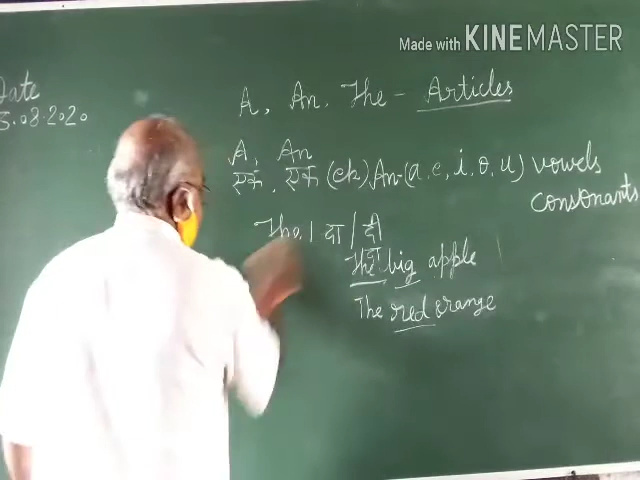 Made with KINEMASTER
Date
A, An, The - Articles
5.08.2020
A, An
एक, एक (ek) An-(a, e, i, o, u) vowels
consonants
The, । दा / दी
The big apple
The red orange